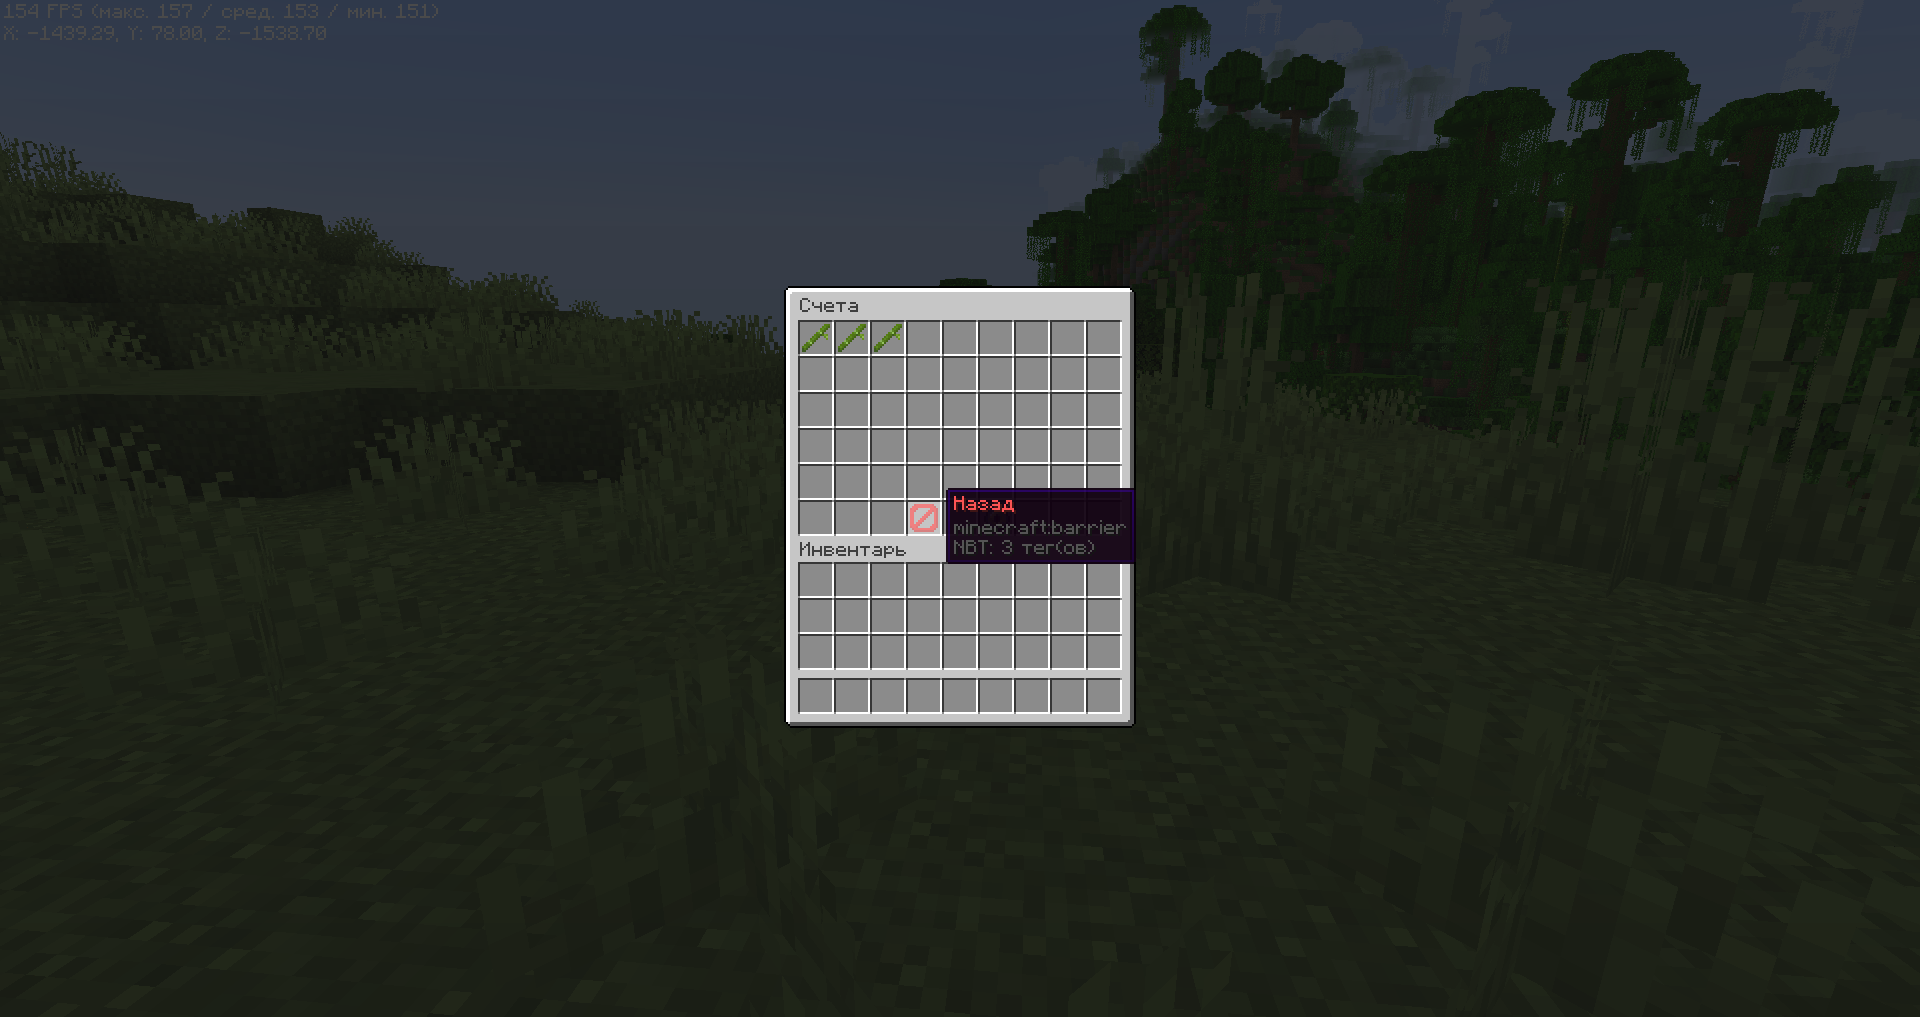 154 FPS (макс. 157 / сред. 153 / мин. 151)
X: -1439.29, Y: 78.00, Z: -1538.70
Счета
Назад
minecraft:barrier
NBT: 3 тег(ов)
Инвентарь